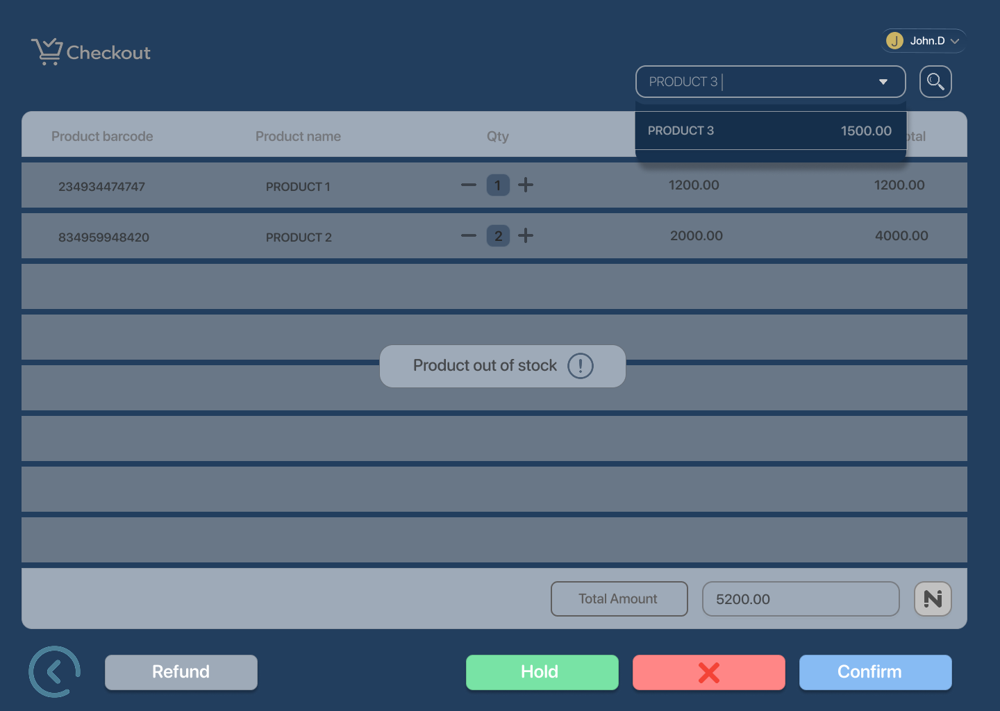 Checkout
J John.D
PRODUCT 3
PRODUCT 3 1500.00
Product barcode Product name Qty otal
234934474747 PRODUCT 1 1 1200.00 1200.00
834959948420 PRODUCT 2 2 2000.00 4000.00
Product out of stock !
Total Amount 5200.00 N
Refund Hold Confirm